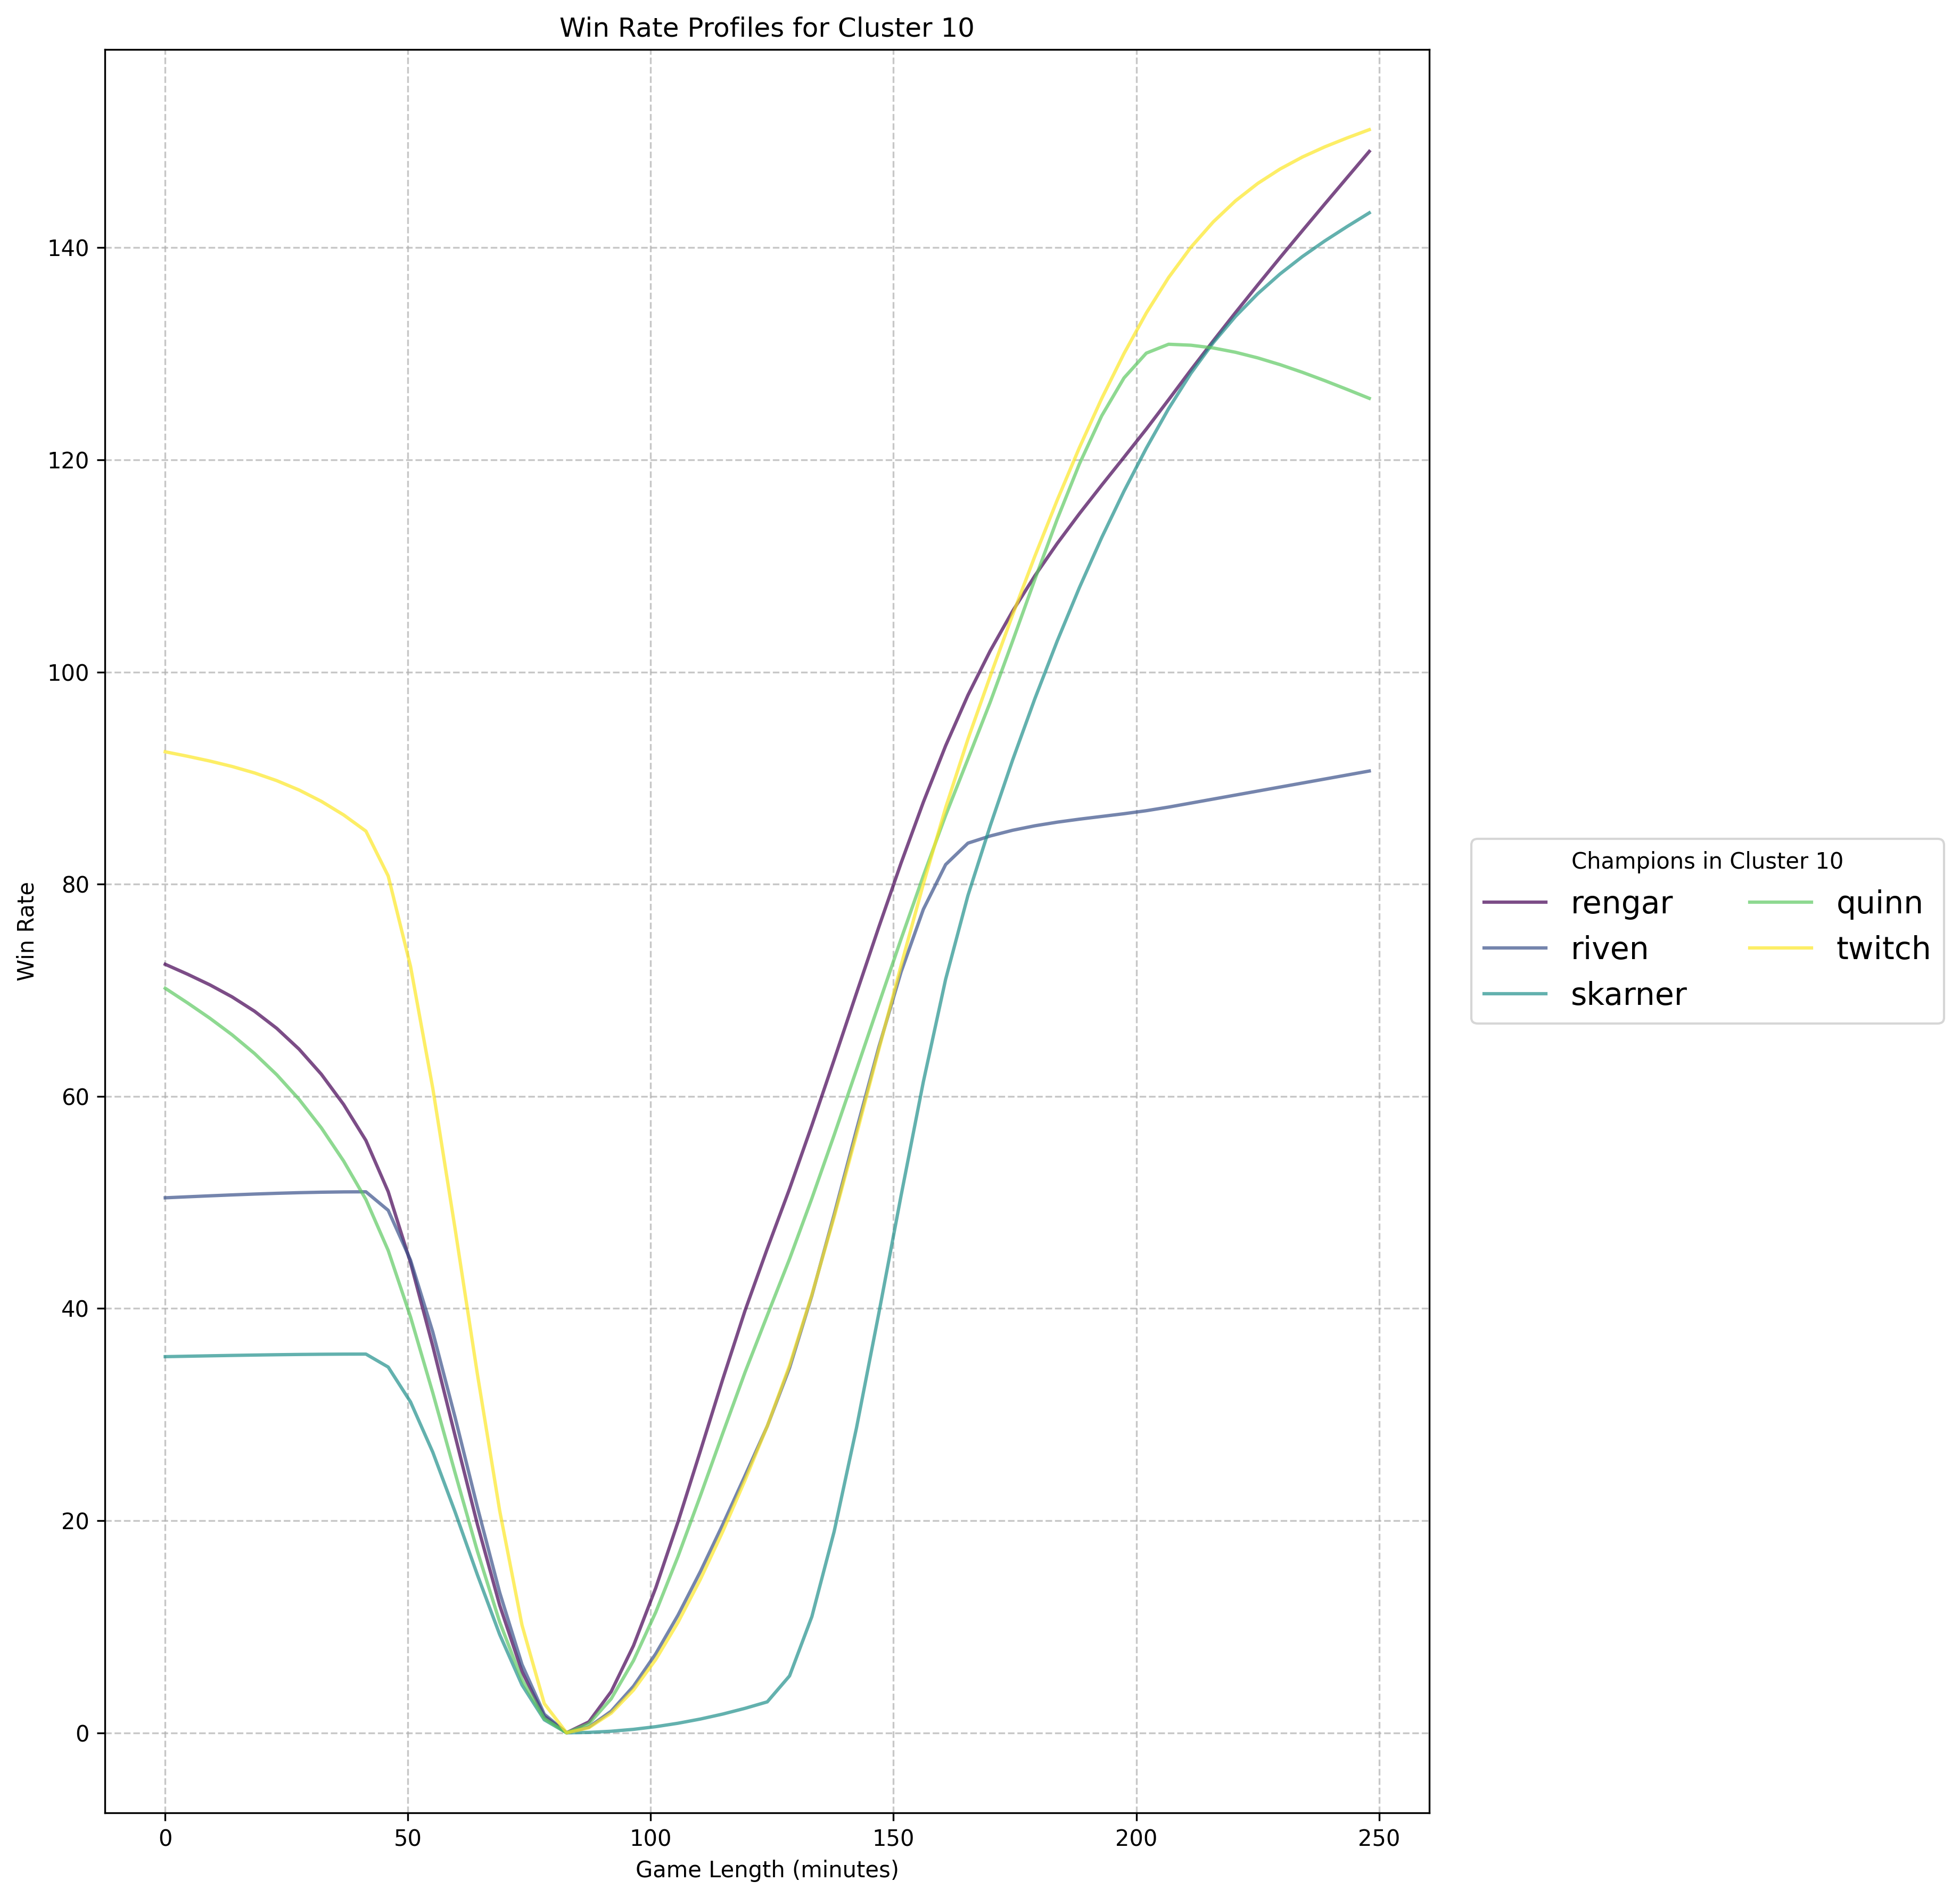 Win Rate Profiles for Cluster 10
Win Rate
140
120
100
80
60
40
20
0
0 50 100 150 200 250
Game Length (minutes)
Champions in Cluster 10
rengar
riven
skarner
quinn
twitch